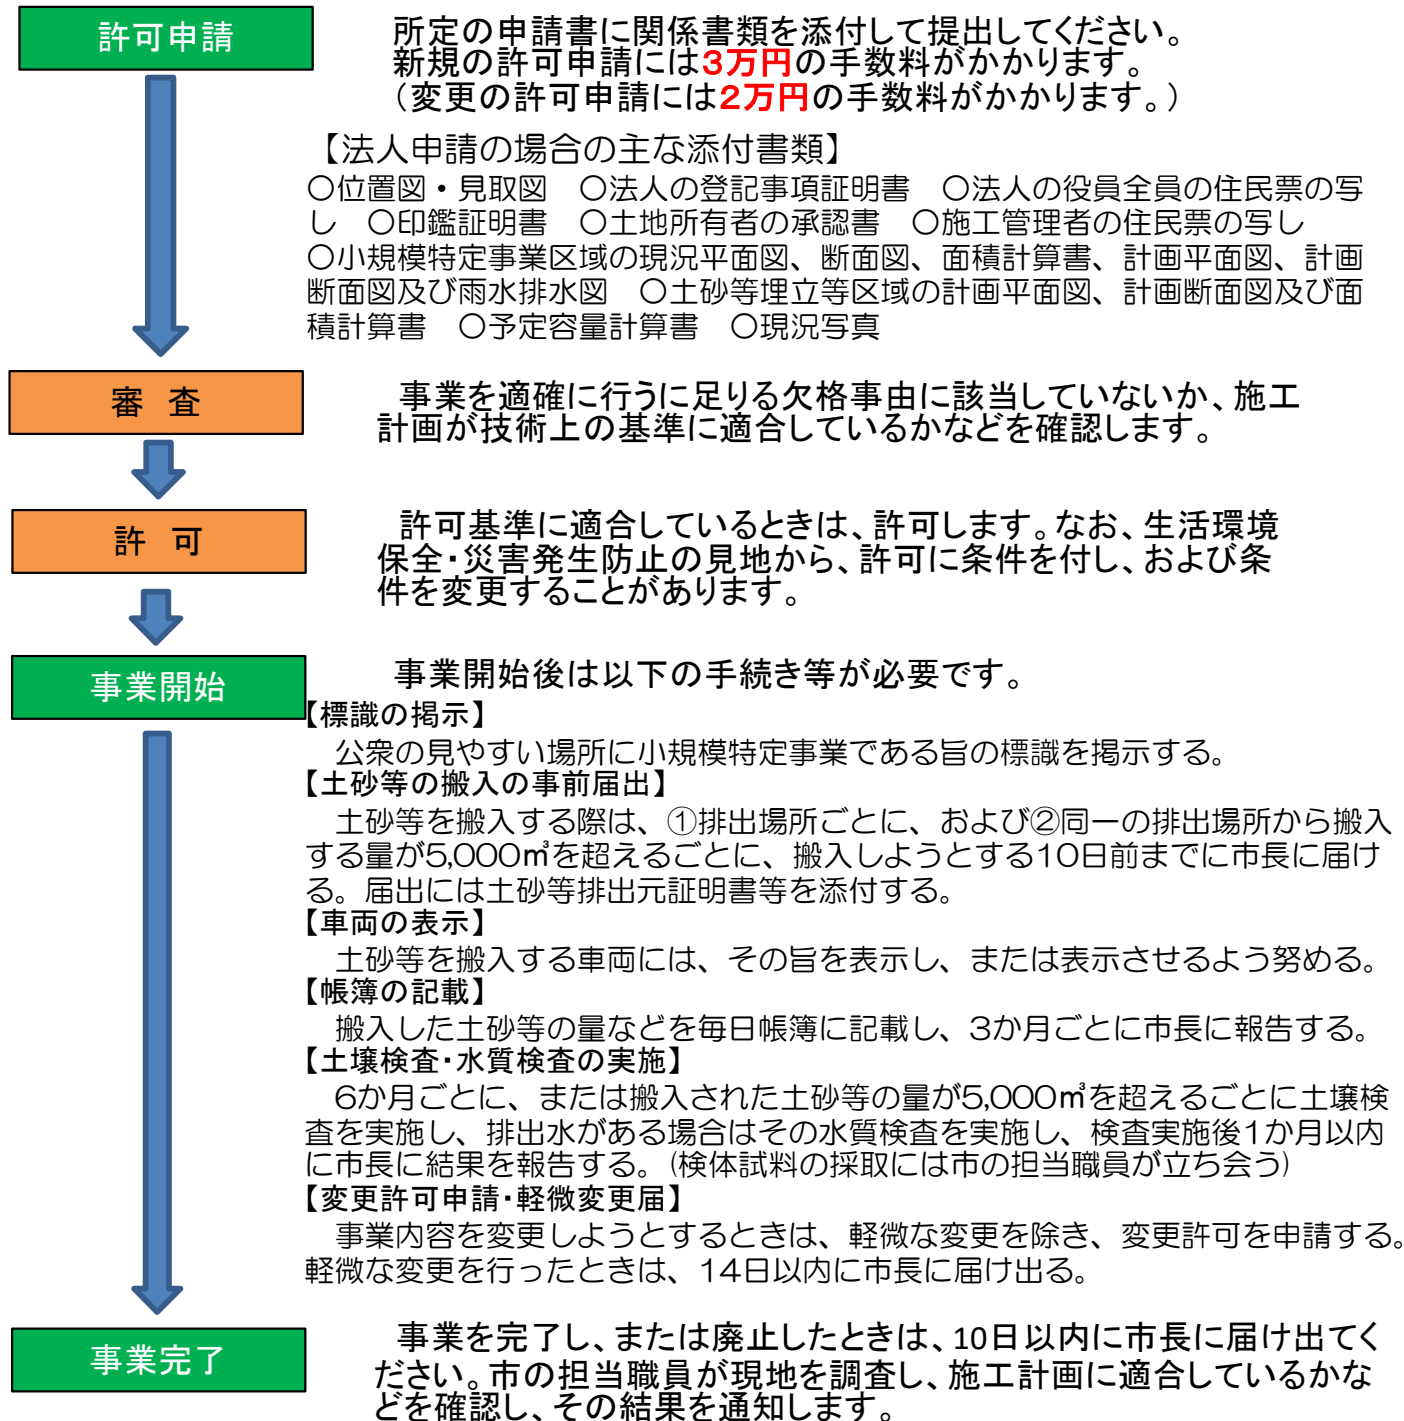 許可申請
所定の申請書に関係書類を添付して提出してください。
新規の許可申請には3万円の手数料がかかります。
（変更の許可申請には2万円の手数料がかかります。）
【法人申請の場合の主な添付書類】
〇位置図・見取図　〇法人の登記事項証明書　〇法人の役員全員の住民票の写
し　〇印鑑証明書　〇土地所有者の承認書　〇施工管理者の住民票の写し
〇小規模特定事業区域の現況平面図、断面図、面積計算書、計画平面図、計画
断面図及び雨水排水図　〇土砂等埋立等区域の計画平面図、計画断面図及び面
積計算書　〇予定容量計算書　〇現況写真
審　査
事業を適確に行うに足りる欠格事由に該当していないか、施工
計画が技術上の基準に適合しているかなどを確認します。
許　可
許可基準に適合しているときは、許可します。なお、生活環境
保全・災害発生防止の見地から、許可に条件を付し、および条
件を変更することがあります。
事業開始
事業開始後は以下の手続き等が必要です。
【標識の掲示】
公衆の見やすい場所に小規模特定事業である旨の標識を掲示する。
【土砂等の搬入の事前届出】
土砂等を搬入する際は、①排出場所ごとに、および②同一の排出場所から搬入
する量が5,000㎥を超えるごとに、搬入しようとする10日前までに市長に届け
る。届出には土砂等排出元証明書等を添付する。
【車両の表示】
土砂等を搬入する車両には、その旨を表示し、または表示させるよう努める。
【帳簿の記載】
搬入した土砂等の量などを毎日帳簿に記載し、3か月ごとに市長に報告する。
【土壌検査・水質検査の実施】
6か月ごとに、または搬入された土砂等の量が5,000㎥を超えるごとに土壌検
査を実施し、排出水がある場合はその水質検査を実施し、検査実施後1か月以内
に市長に結果を報告する。（検体試料の採取には市の担当職員が立ち会う）
【変更許可申請・軽微変更届】
事業内容を変更しようとするときは、軽微な変更を除き、変更許可を申請する。
軽微な変更を行ったときは、14日以内に市長に届け出る。
事業完了
事業を完了し、または廃止したときは、10日以内に市長に届け出てく
ださい。市の担当職員が現地を調査し、施工計画に適合しているかな
どを確認し、その結果を通知します。